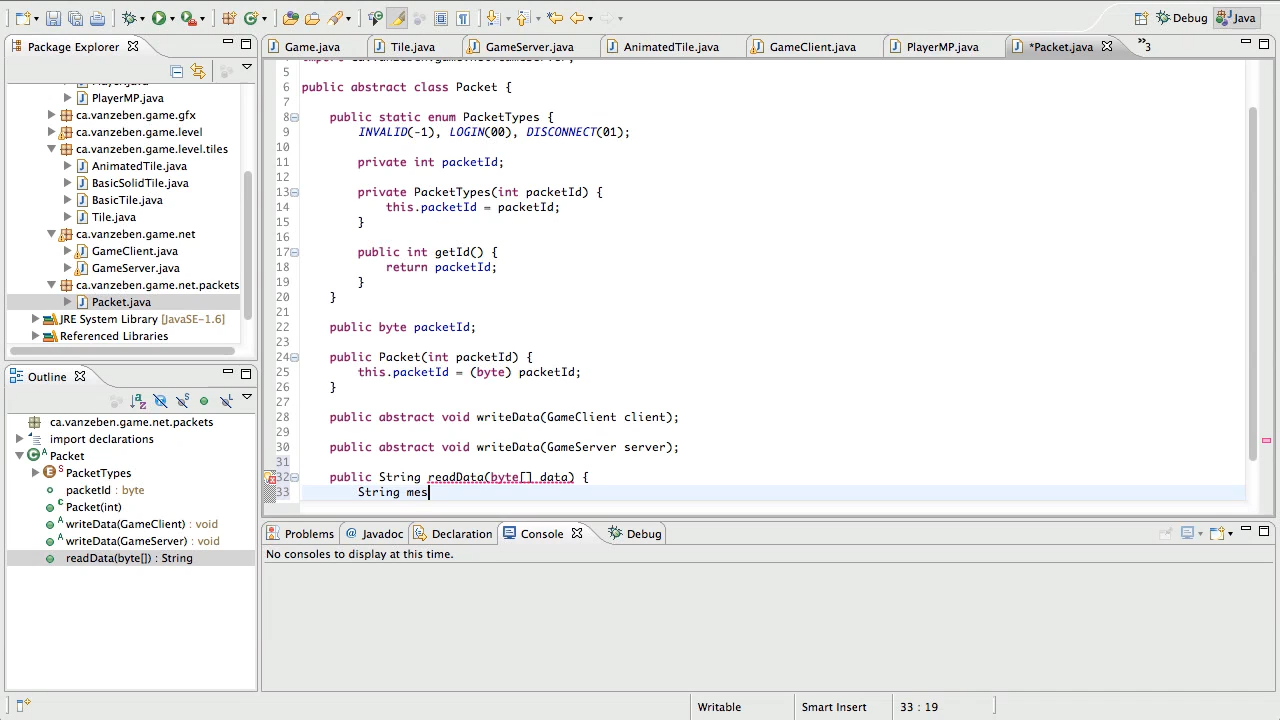 Debug
Java
Package Explorer
Game.java
Tile.java
GameServer.java
AnimatedTile.java
GameClient.java
PlayerMP.java
*Packet.java
3
PlayerMP.java
ca.vanzeben.game.gfx
ca.vanzeben.game.level
ca.vanzeben.game.level.tiles
AnimatedTile.java
BasicSolidTile.java
BasicTile.java
Tile.java
ca.vanzeben.game.net
GameClient.java
GameServer.java
ca.vanzeben.game.net.packets
Packet.java
JRE System Library [JavaSE-1.6]
Referenced Libraries
5
6 public abstract class Packet {
7
8 public static enum PacketTypes {
9 INVALID(-1), LOGIN(00), DISCONNECT(01);
10
11 private int packetId;
12
13 private PacketTypes(int packetId) {
14 this.packetId = packetId;
15 }
16
17 public int getId() {
18 return packetId;
19 }
20 }
21
22 public byte packetId;
23
24 public Packet(int packetId) {
25 this.packetId = (byte) packetId;
26 }
27
28 public abstract void writeData(GameClient client);
29
30 public abstract void writeData(GameServer server);
31
32 public String readData(byte[] data) {
33 String mes
Outline
ca.vanzeben.game.net.packets
import declarations
Packet
PacketTypes
packetId : byte
Packet(int)
writeData(GameClient) : void
writeData(GameServer) : void
readData(byte[]) : String
Problems
@ Javadoc
Declaration
Console
Debug
No consoles to display at this time.
Writable
Smart Insert
33 : 19